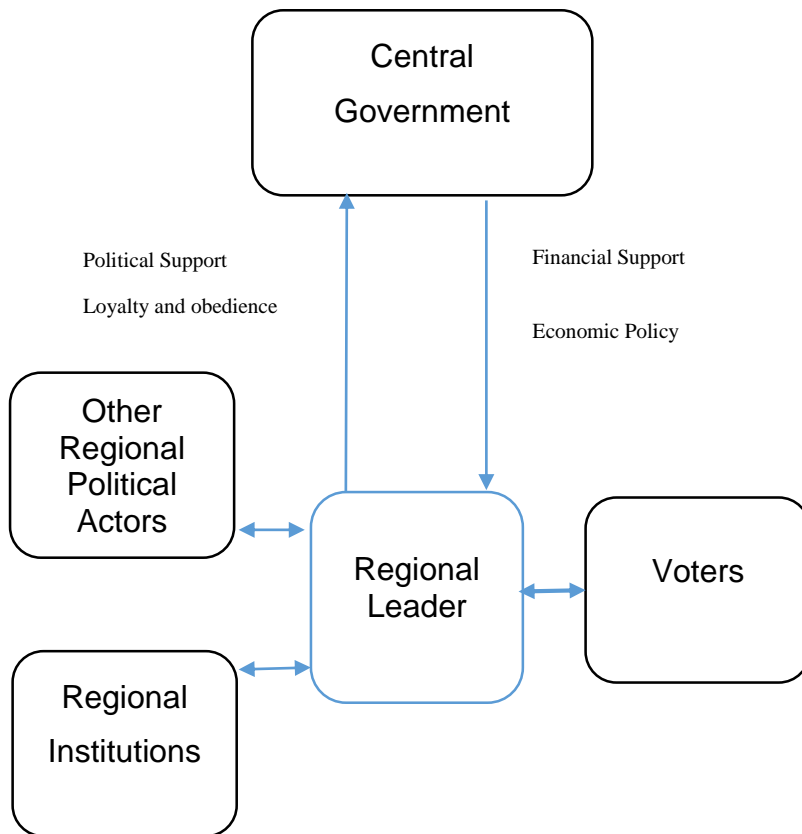 Central
Government
Political Support
Loyalty and obedience
Financial Support
Economic Policy
Other
Regional
Political
Actors
Regional
Leader
Voters
Regional
Institutions